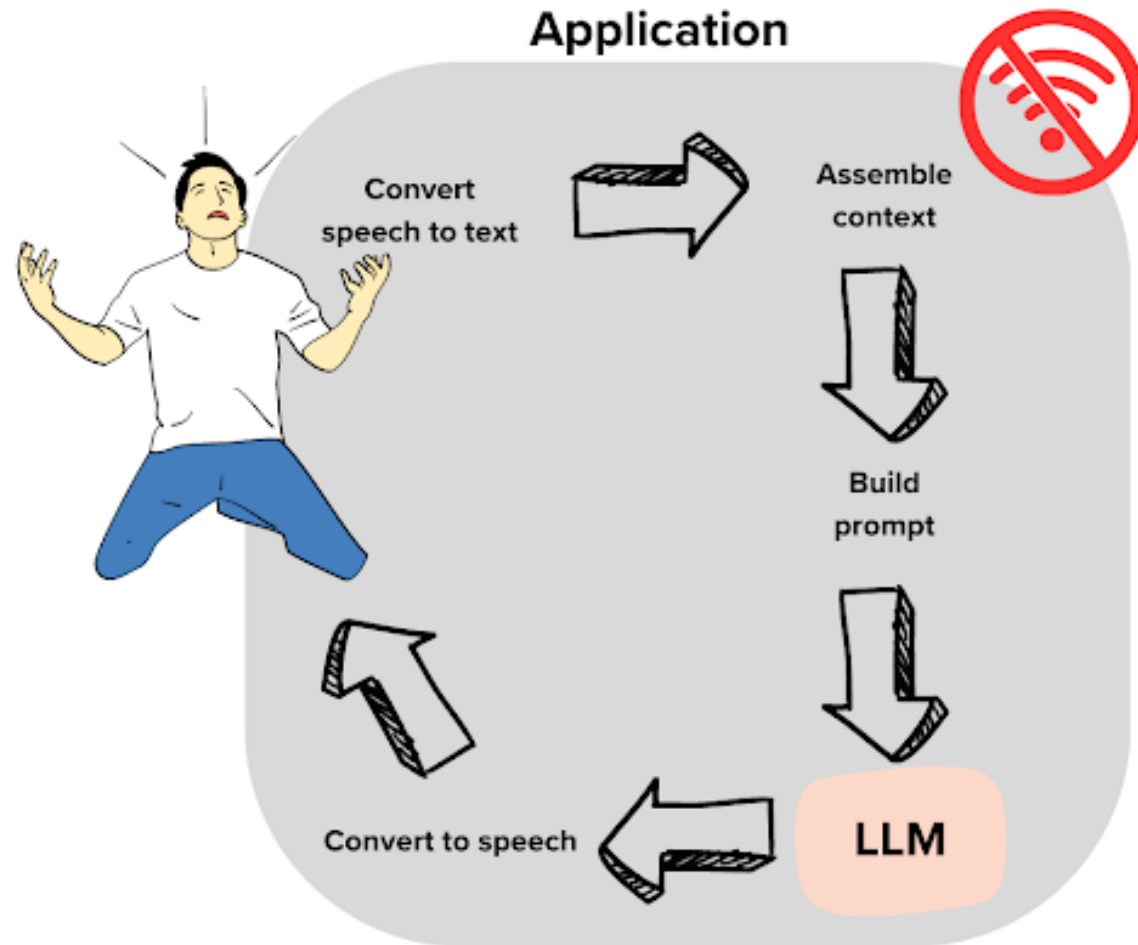 Application
Convert
speech to text
Assemble
context
Build
prompt
LLM
Convert to speech